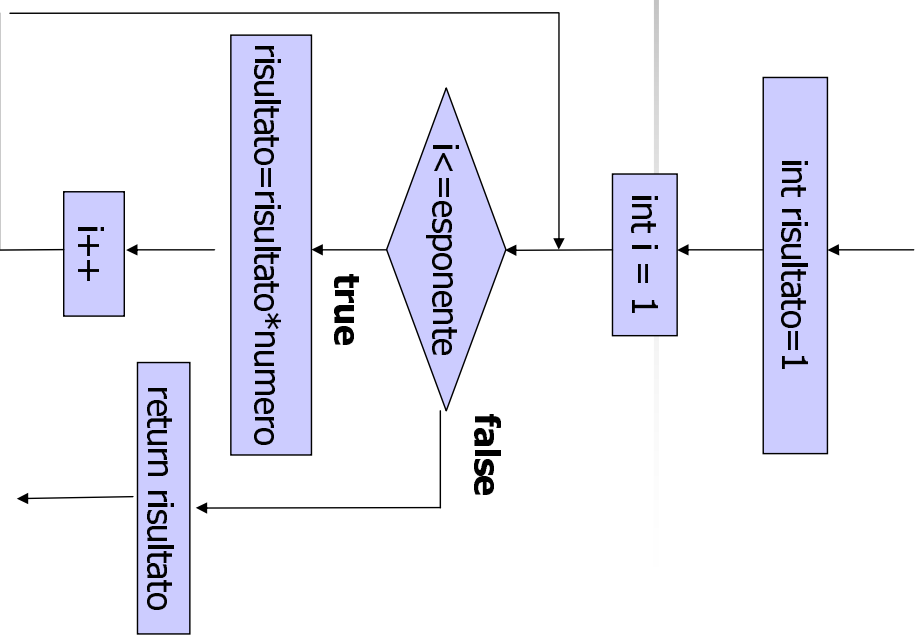 int risultato=1
int i = 1
i<=esponente
false
true
risultato=risultato*numero
i++
return risultato